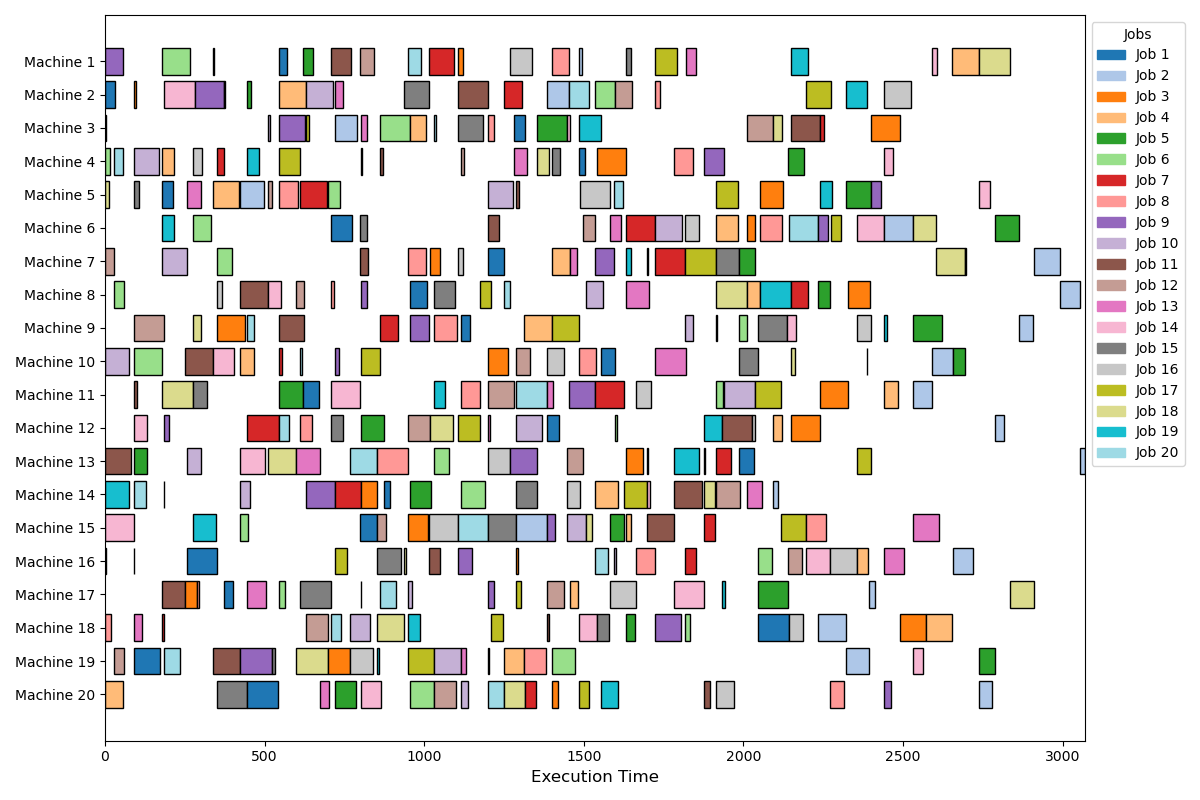 Machine 1
Machine 2
Machine 3
Machine 4
Machine 5
Machine 6
Machine 7
Machine 8
Machine 9
Machine 10
Machine 11
Machine 12
Machine 13
Machine 14
Machine 15
Machine 16
Machine 17
Machine 18
Machine 19
Machine 20
0 500 1000 1500 2000 2500 3000
Execution Time
Jobs
Job 1
Job 2
Job 3
Job 4
Job 5
Job 6
Job 7
Job 8
Job 9
Job 10
Job 11
Job 12
Job 13
Job 14
Job 15
Job 16
Job 17
Job 18
Job 19
Job 20